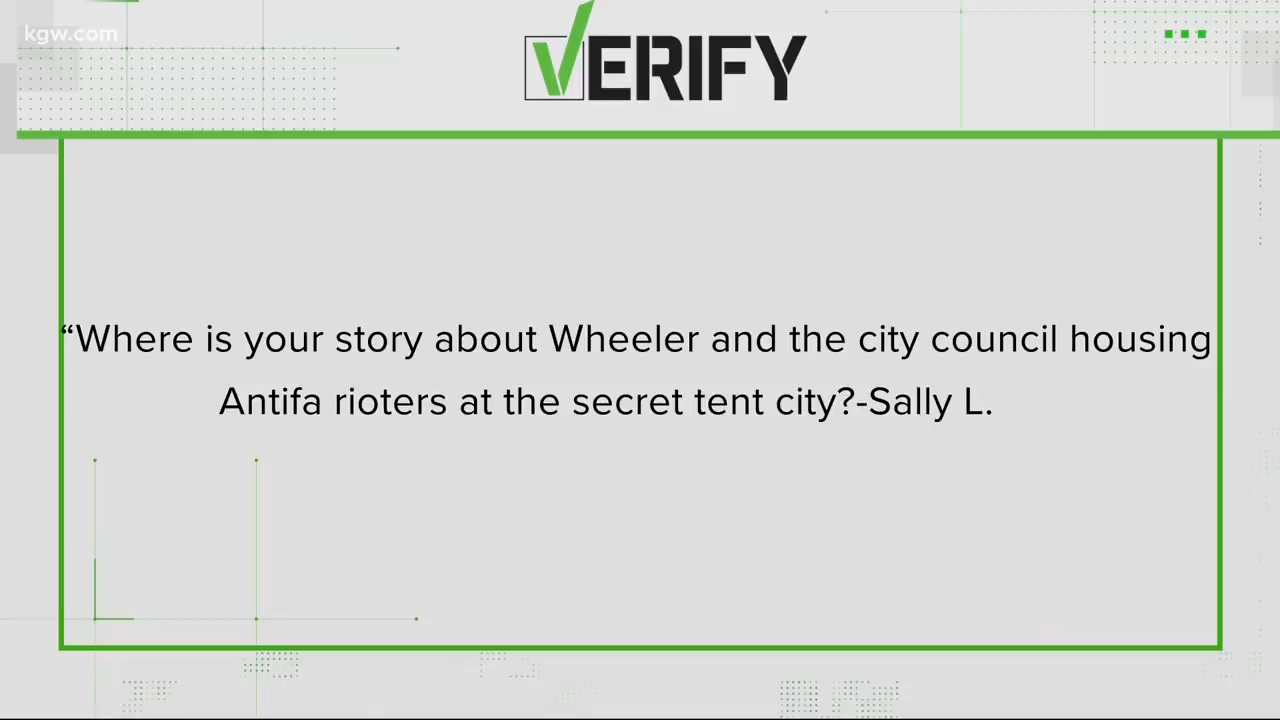 kgw.com
VERIFY
“Where is your story about Wheeler and the city council housing
Antifa rioters at the secret tent city?-Sally L.